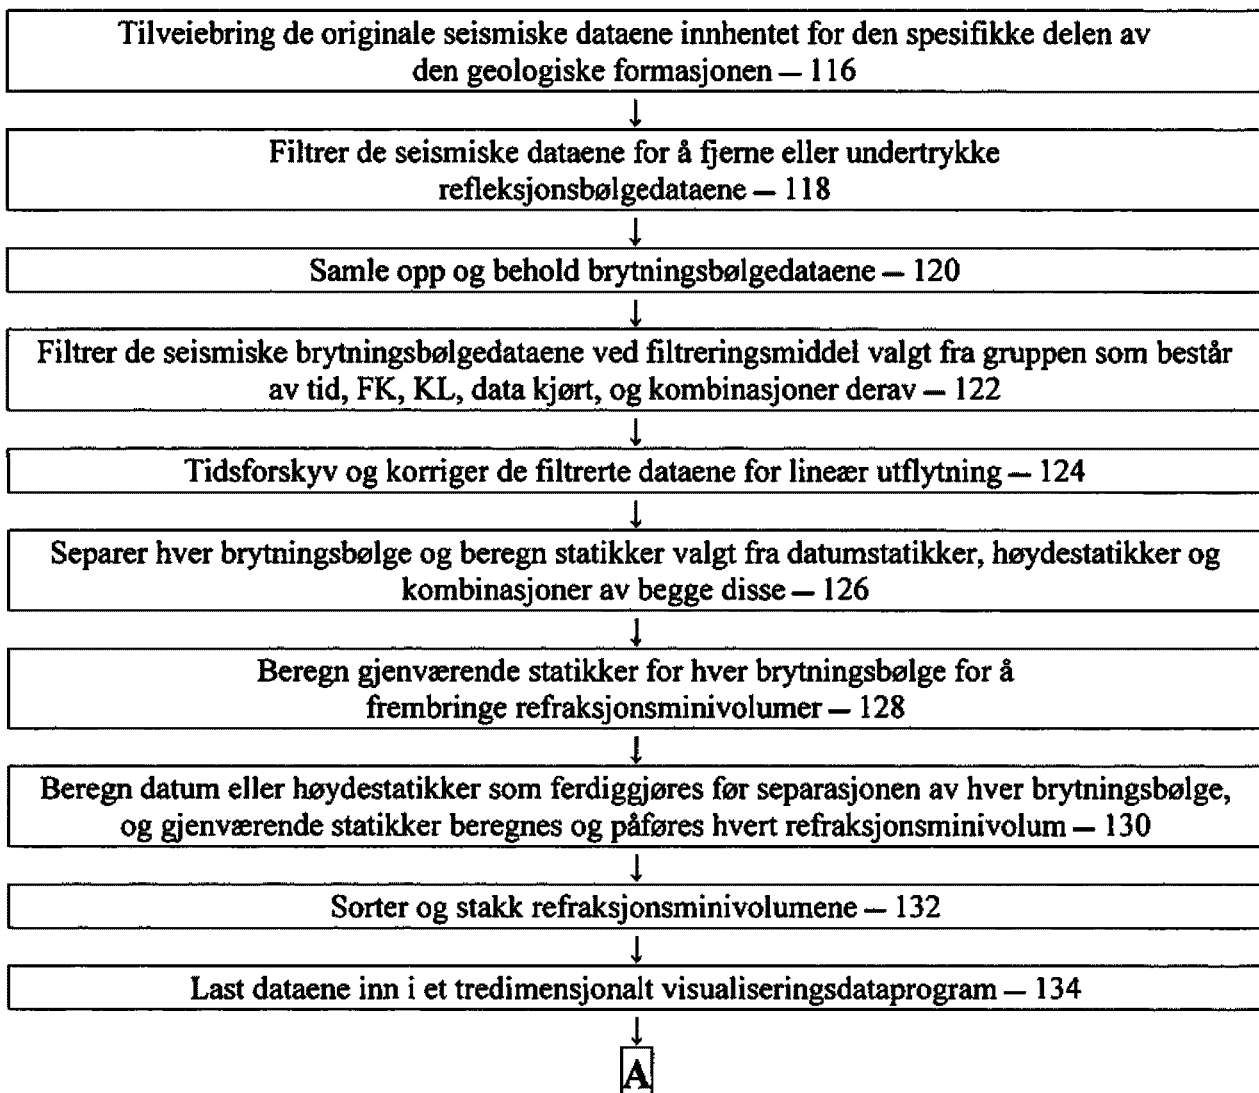 Tilveiebring de originale seismiske dataene innhentet for den spesifikke delen av
den geologiske formasjonen — 116
↓
Filtrer de seismiske dataene for å fjerne eller undertrykke
refleksjonsbølgedataene — 118
↓
Samle opp og behold brytningsbølgedataene — 120
↓
Filtrer de seismiske brytningsbølgedataene ved filtreringsmiddel valgt fra gruppen som består
av tid, FK, KL, data kjørt, og kombinasjoner derav — 122
↓
Tidsforskyv og korriger de filtrerte dataene for lineær utflytning — 124
↓
Separer hver brytningsbølge og beregn statikker valgt fra datumstatikker, høydestatikker og
kombinasjoner av begge disse — 126
↓
Beregn gjenværende statikker for hver brytningsbølge for å
frembringe refraksjonsminivolumer — 128
↓
Beregn datum eller høydestatikker som ferdiggjøres før separasjonen av hver brytningsbølge,
og gjenværende statikker beregnes og påføres hvert refraksjonsminivolum — 130
↓
Sorter og stakk refraksjonsminivolumene — 132
↓
Last dataene inn i et tredimensjonalt visualiseringsdataprogram — 134
↓
A